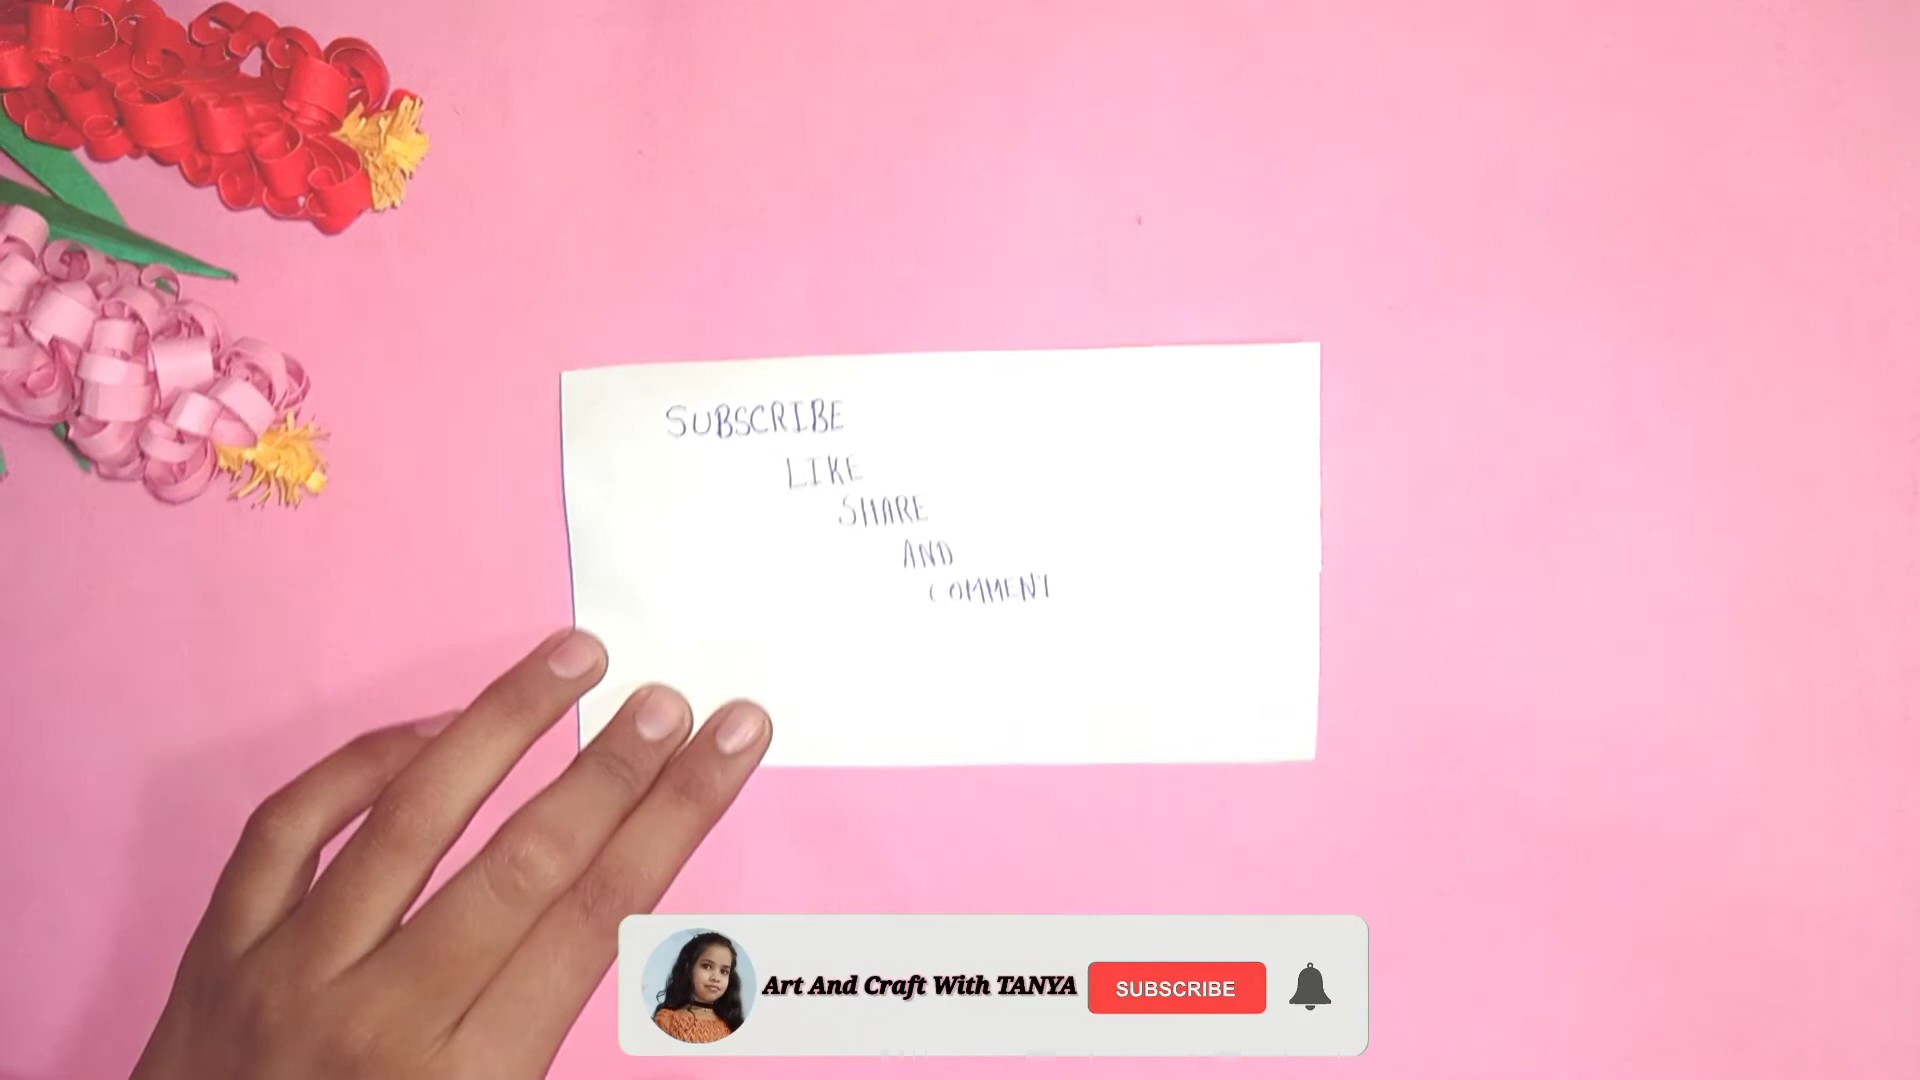 SUBSCRIBE
LIKE
SHARE
AND
COMMENT
Art And Craft With TANYA
SUBSCRIBE